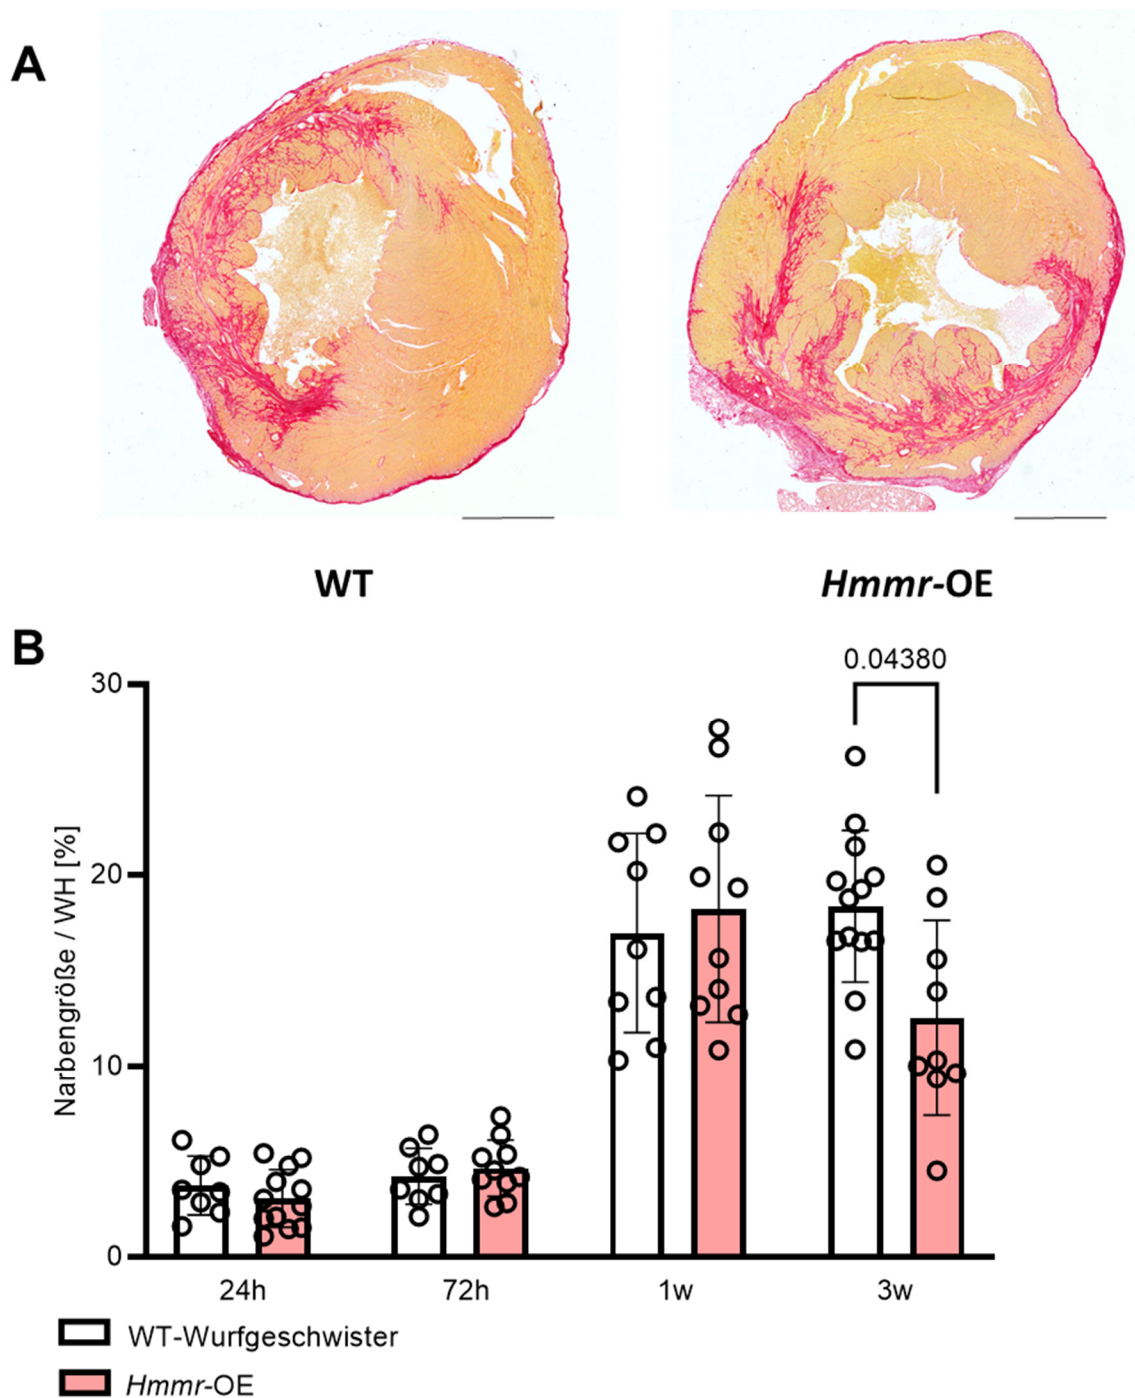 A
WT
Hmmr-OE
B
0.04380
30
20
10
0
Narbengröße / WH [%]
24h
72h
1w
3w
WT-Wurfgeschwister
Hmmr-OE